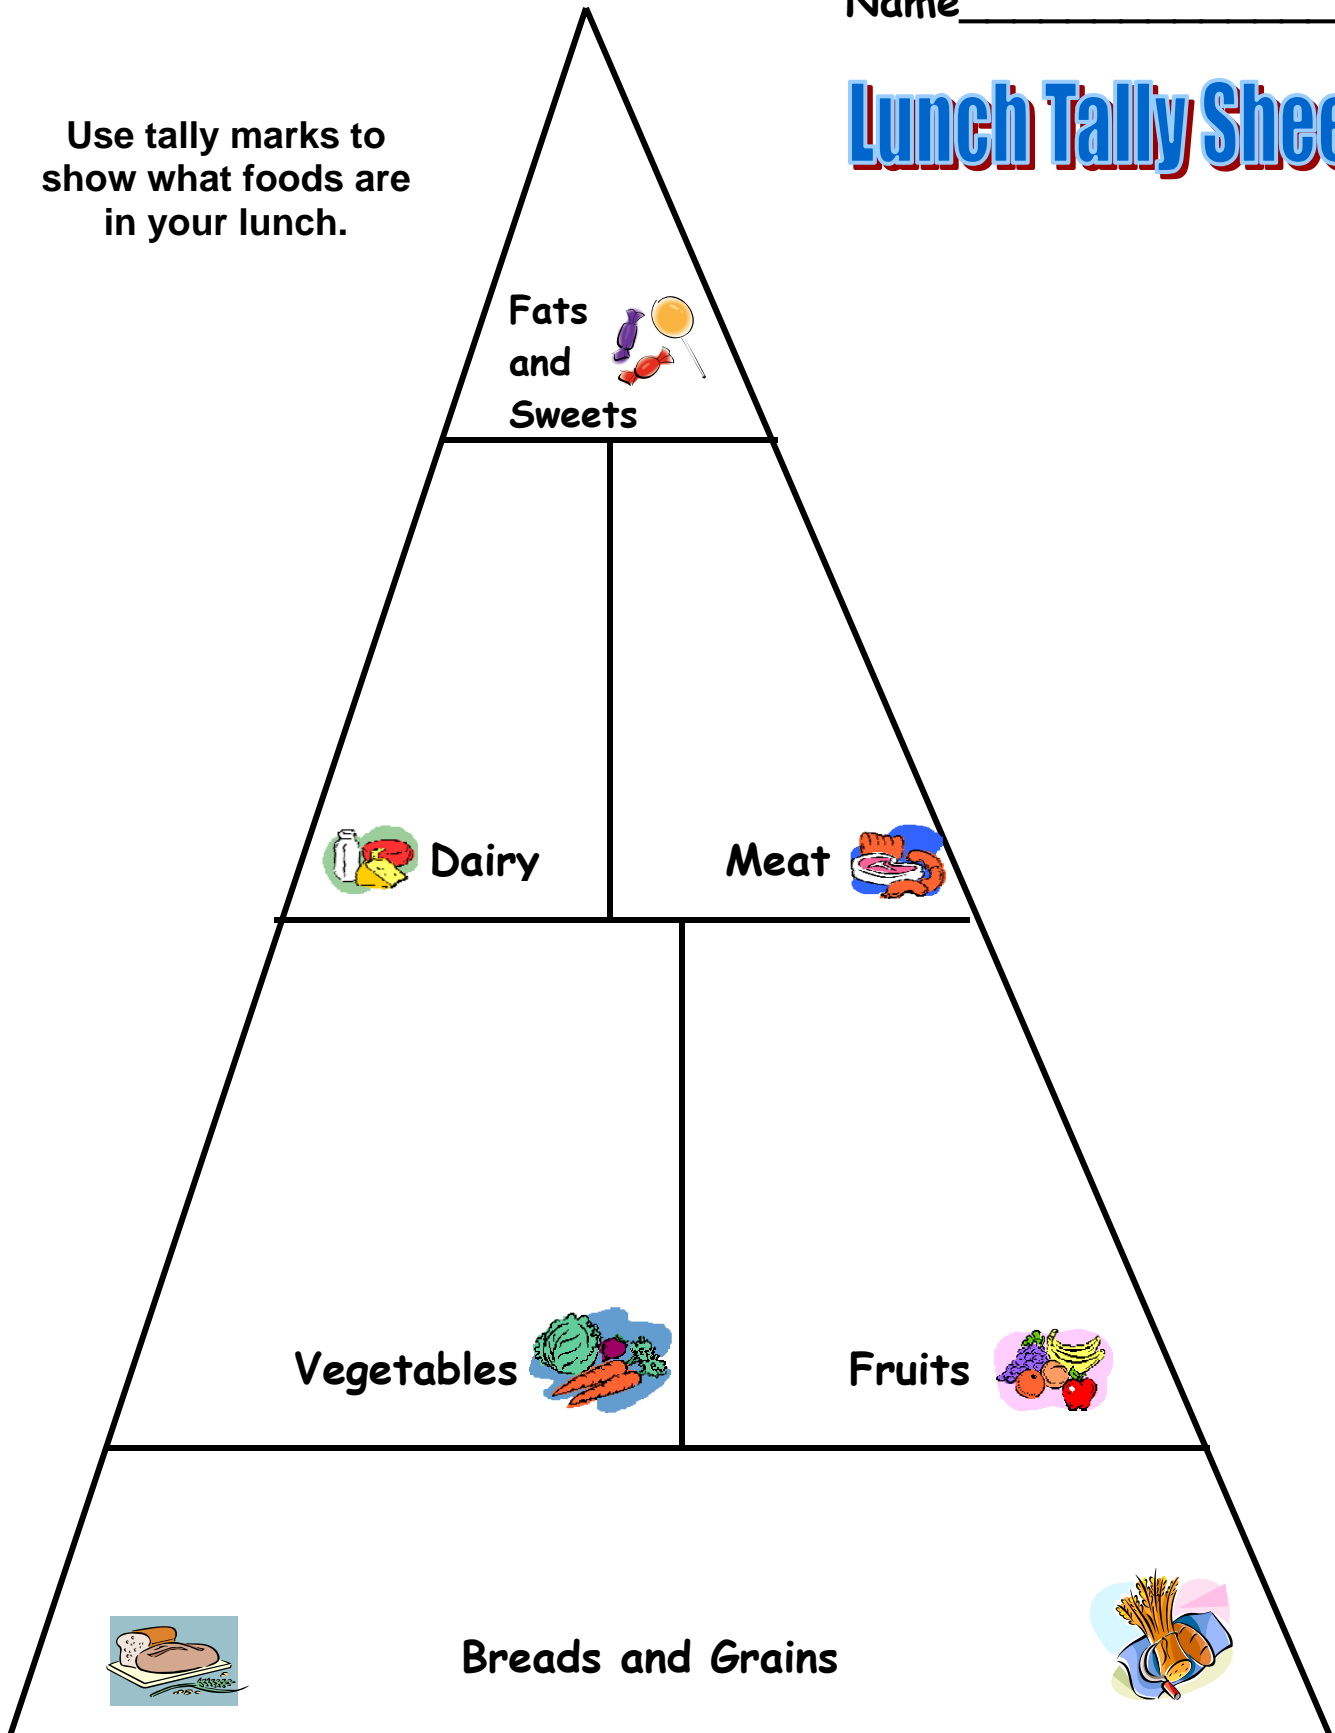 Name
Lunch Tally Shee
Use tally marks to
show what foods are
in your lunch.
Fats
and
Sweets
Dairy
Meat
Vegetables
Fruits
Breads and Grains